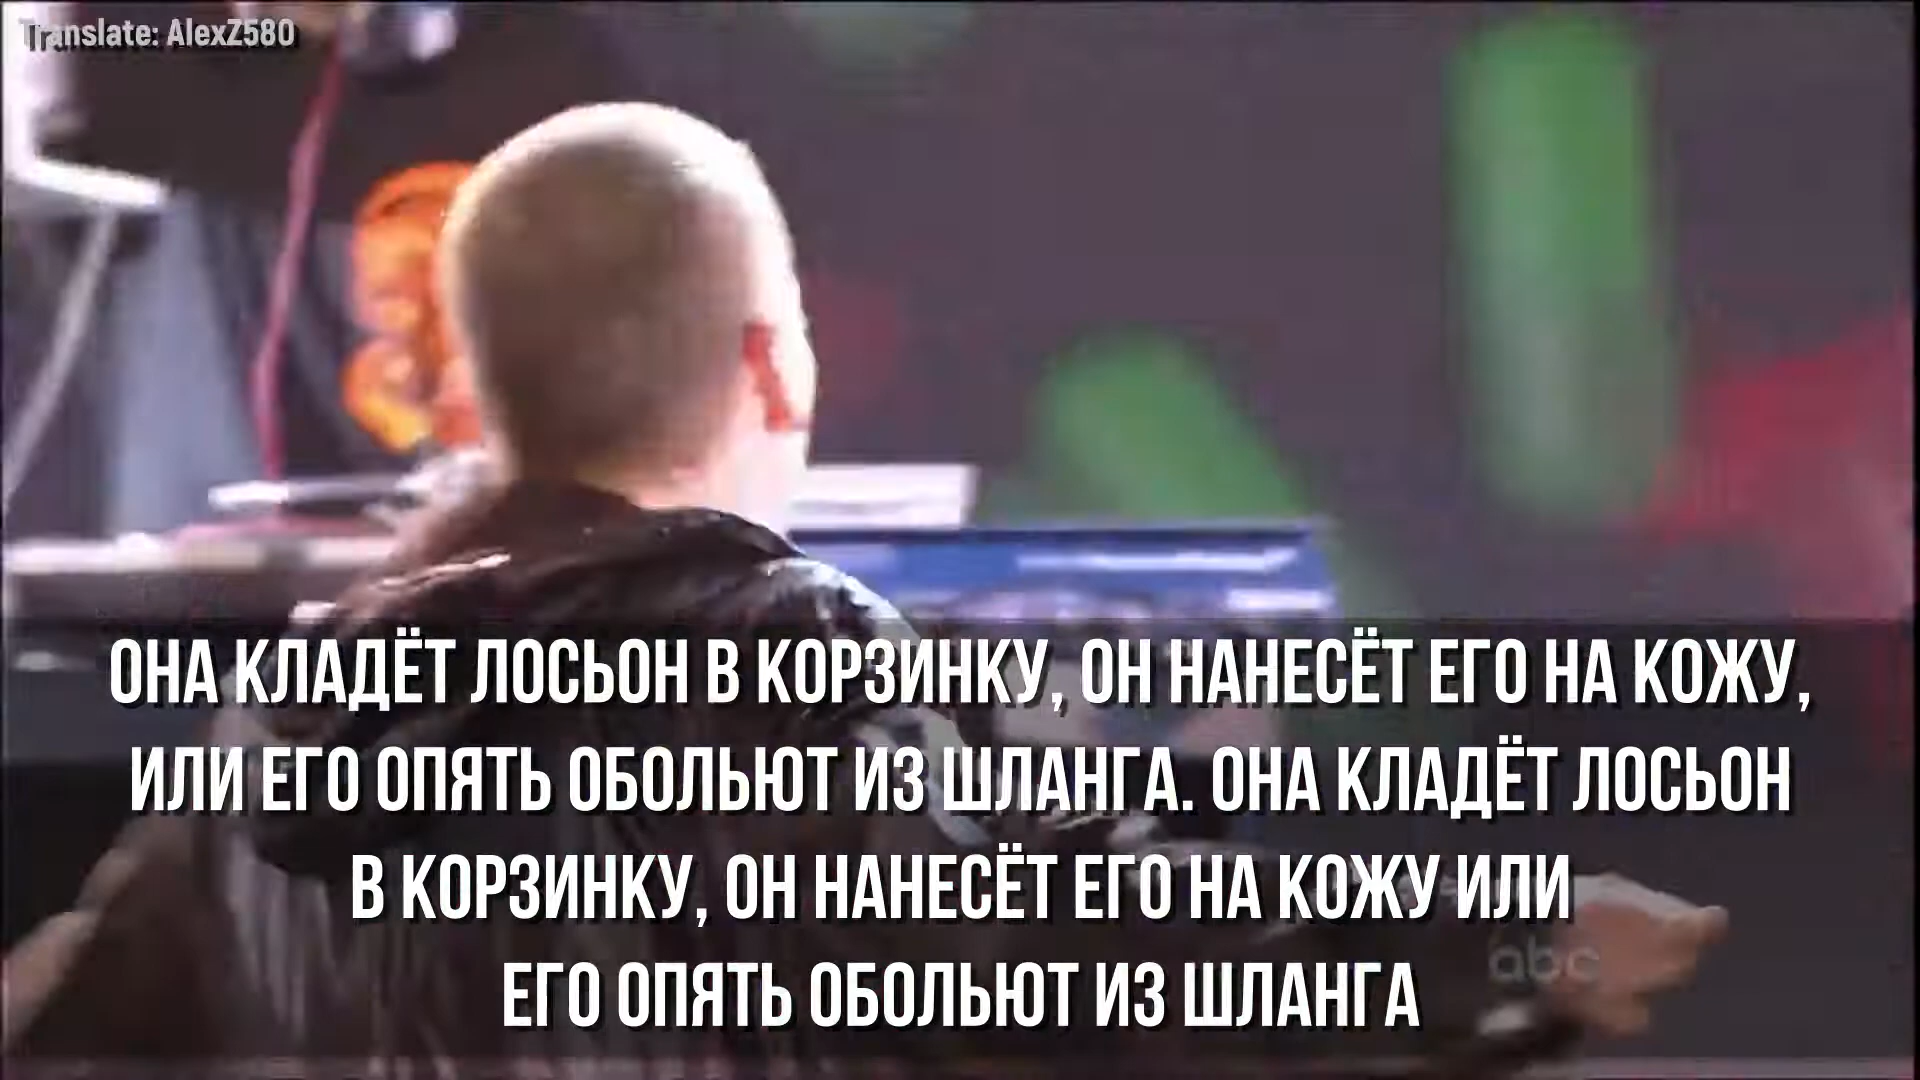 Translate: AlexZ580
ОНА КЛАДЁТ ЛОСЬОН В КОРЗИНКУ, ОН НАНЕСЁТ ЕГО НА КОЖУ,
ИЛИ ЕГО ОПЯТЬ ОБОЛЬЮТ ИЗ ШЛАНГА. ОНА КЛАДЁТ ЛОСЬОН
В КОРЗИНКУ, ОН НАНЕСЁТ ЕГО НА КОЖУ ИЛИ
ЕГО ОПЯТЬ ОБОЛЬЮТ ИЗ ШЛАНГА
abc